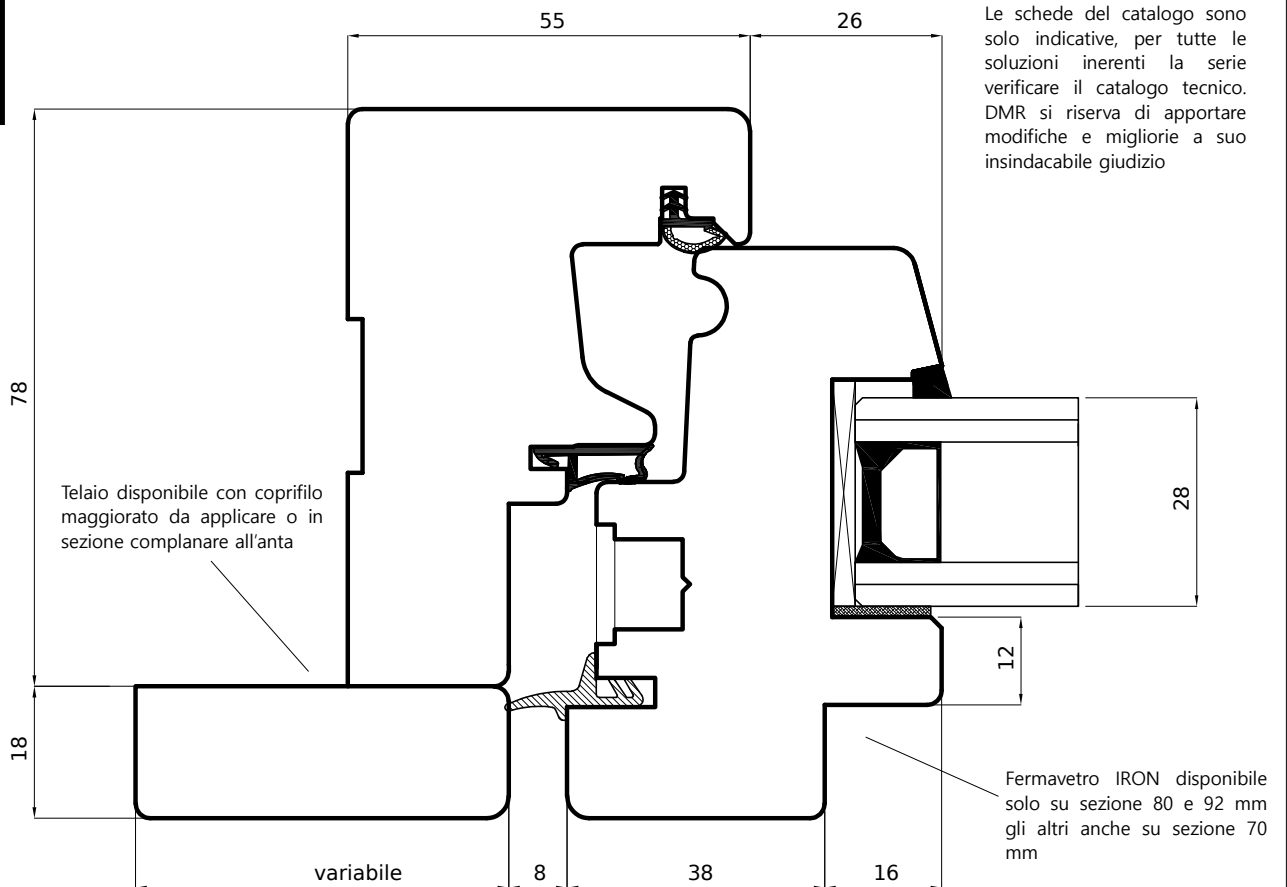 55
26
Le schede del catalogo sono
solo indicative, per tutte le
soluzioni inerenti la serie
verificare il catalogo tecnico.
DMR si riserva di apportare
modifiche e migliorie a suo
insindacabile giudizio
78
Telaio disponibile con coprifilo
maggiorato da applicare o in
sezione complanare all'anta
28
12
18
Fermavetro IRON disponibile
solo su sezione 80 e 92 mm
gli altri anche su sezione 70
mm
variabile
8
38
16